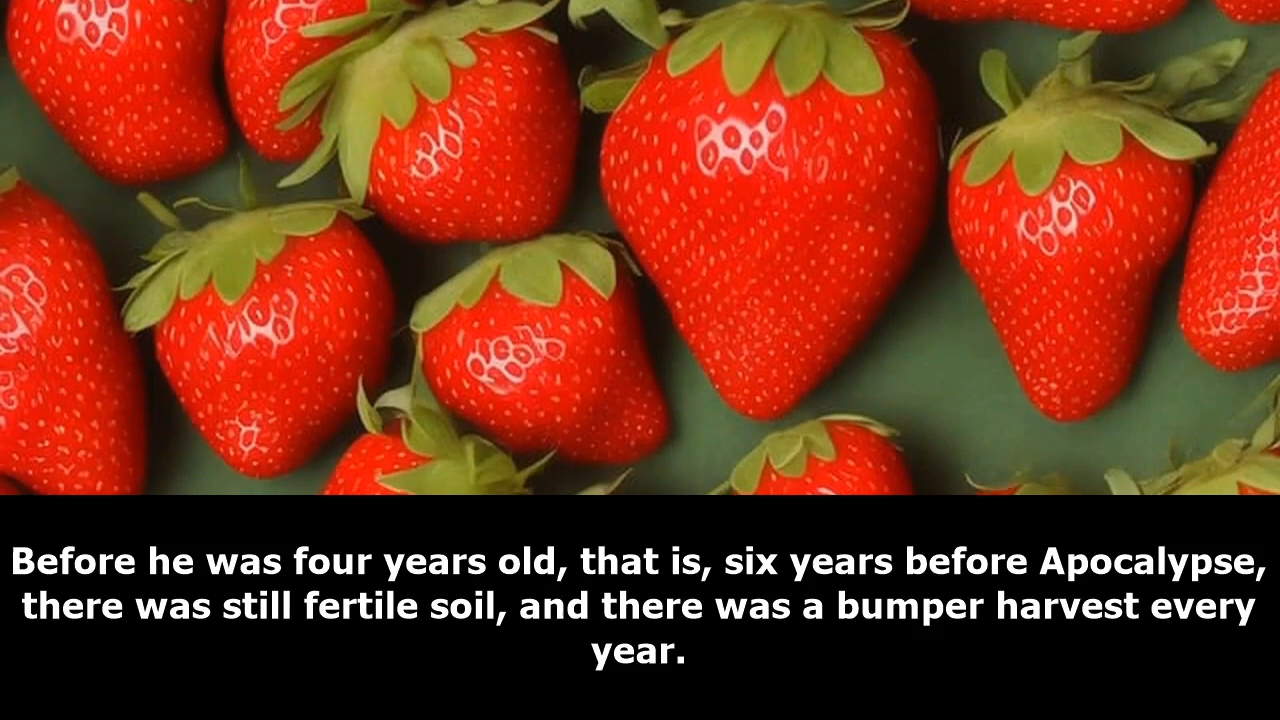 Before he was four years old, that is, six years before Apocalypse,
there was still fertile soil, and there was a bumper harvest every
year.